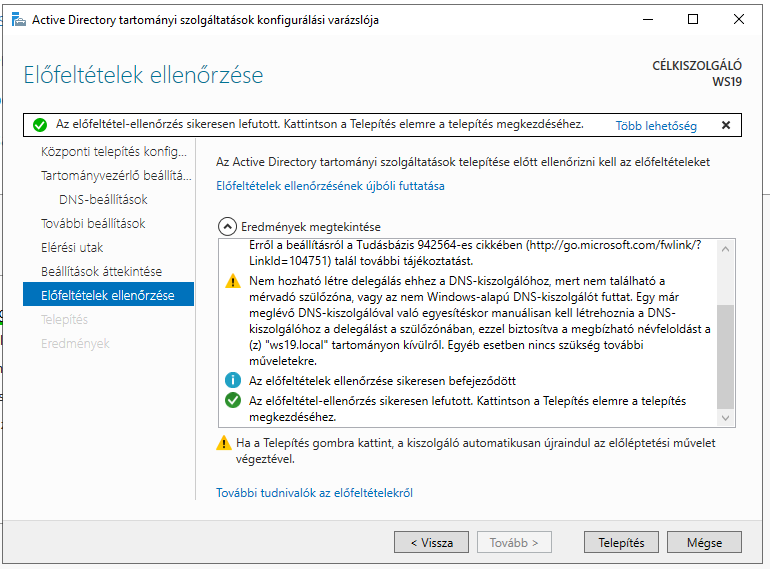 Active Directory tartományi szolgáltatások konfigurálási varázslója
Előfeltételek ellenőrzése
CÉLKISZOLGÁLÓ
WS19
Az előfeltétel-ellenőrzés sikeresen lefutott. Kattintson a Telepítés elemre a telepítés megkezdéséhez.
Több lehetőség
Központi telepítés konfig...
Tartományvezérlő beállítá...
DNS-beállítások
További beállítások
Elérési utak
Beállítások áttekintése
Előfeltételek ellenőrzése
Telepítés
Eredmények
Az Active Directory tartományi szolgáltatások telepítése előtt ellenőrizni kell az előfeltételeket
Előfeltételek ellenőrzésének újbóli futtatása
Eredmények megtekintése
Erről a beállításról a Tudásbázis 942564-es cikkében (http://go.microsoft.com/fwlink/?
LinkId=104751) talál további tájékoztatást.
Nem hozható létre delegálás ehhez a DNS-kiszolgálóhoz, mert nem található a
mérvadó szülőzóna, vagy az nem Windows-alapú DNS-kiszolgálót futtat. Egy már
meglévő DNS-kiszolgálóval való egyesítéskor manuálisan kell létrehoznia a DNS-
kiszolgálóhoz a delegálást a szülőzónában, ezzel biztosítva a megbízható névfeloldást a
(z) "ws19.local" tartományon kívülről. Egyéb esetben nincs szükség további
műveletekre.
Az előfeltételek ellenőrzése sikeresen befejeződött
Az előfeltétel-ellenőrzés sikeresen lefutott. Kattintson a Telepítés elemre a telepítés
megkezdéséhez.
Ha a Telepítés gombra kattint, a kiszolgáló automatikusan újraindul az előléptetési művelet
végeztével.
További tudnivalók az előfeltételekről
< Vissza
Tovább >
Telepítés
Mégse